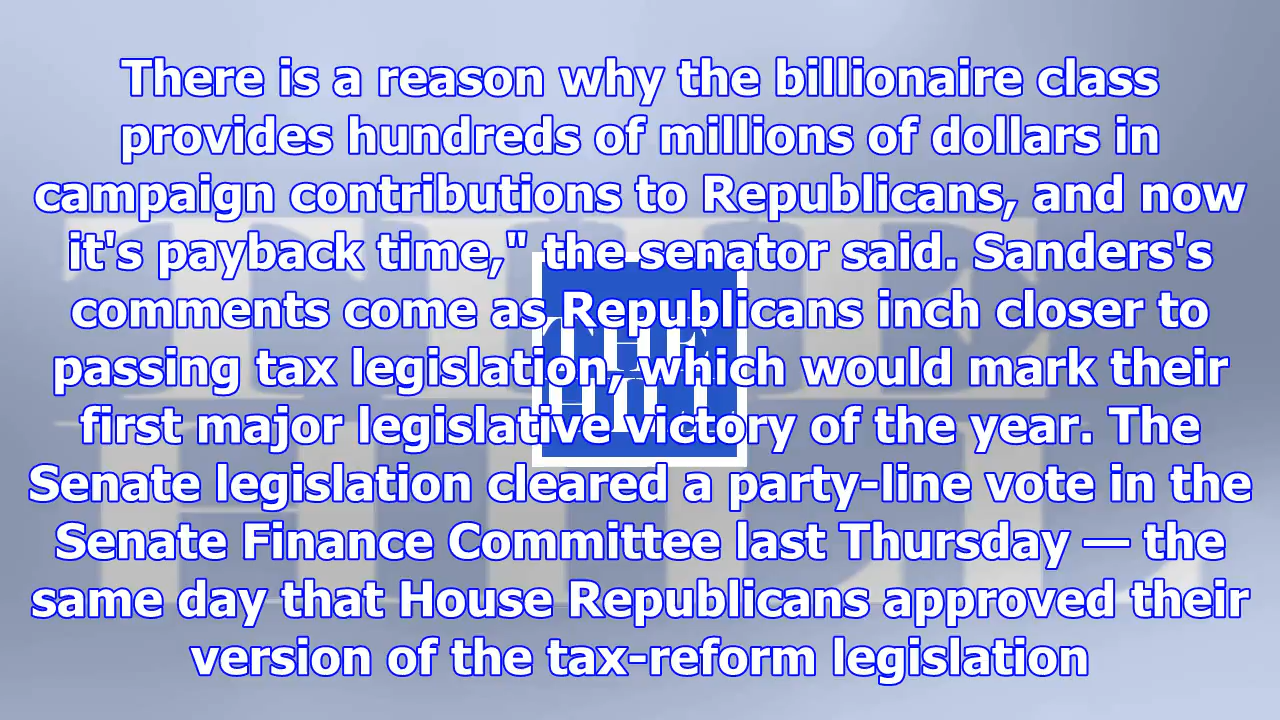 There is a reason why the billionaire class
provides hundreds of millions of dollars in
campaign contributions to Republicans, and now
it's payback time," the senator said. Sanders's
comments come as Republicans inch closer to
passing tax legislation, which would mark their
first major legislative victory of the year. The
Senate legislation cleared a party-line vote in the
Senate Finance Committee last Thursday — the
same day that House Republicans approved their
version of the tax-reform legislation
THE
HILL